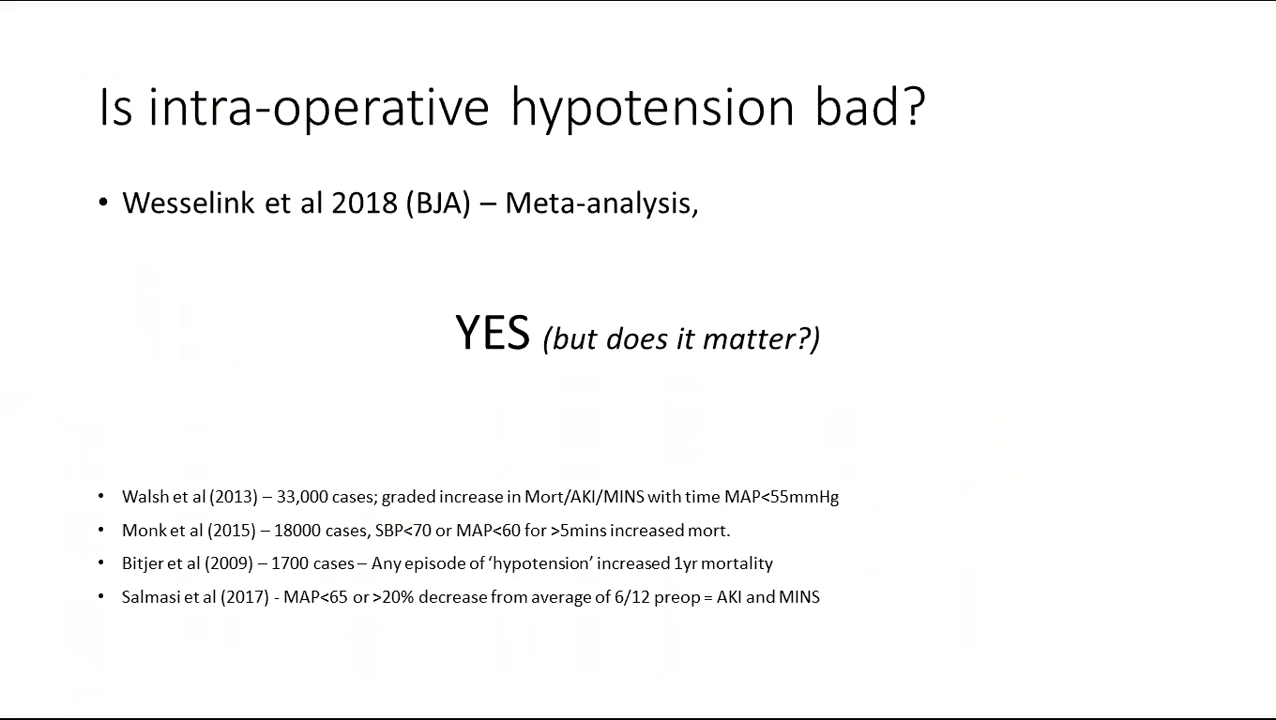 Is intra-operative hypotension bad?
• Wesselink et al 2018 (BJA) – Meta-analysis,
YES (but does it matter?)
• Walsh et al (2013) – 33,000 cases; graded increase in Mort/AKI/MINS with time MAP<55mmHg
• Monk et al (2015) – 18000 cases, SBP<70 or MAP<60 for >5mins increased mort.
• Bitjer et al (2009) – 1700 cases – Any episode of ‘hypotension’ increased 1yr mortality
• Salmasi et al (2017) - MAP<65 or >20% decrease from average of 6/12 preop = AKI and MINS